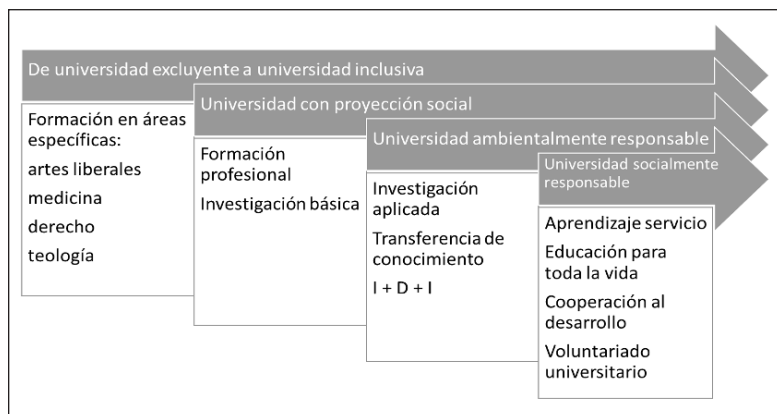 De universidad excluyente a universidad inclusiva
Formación en áreas
específicas:
artes liberales
medicina
derecho
teología
Universidad con proyección social
Formación
profesional
Investigación básica
Universidad ambientalmente responsable
Investigación
aplicada
Transferencia de
conocimiento
I + D + I
Universidad socialmente
responsable
Aprendizaje servicio
Educación para
toda la vida
Cooperación al
desarrollo
Voluntariado
universitario